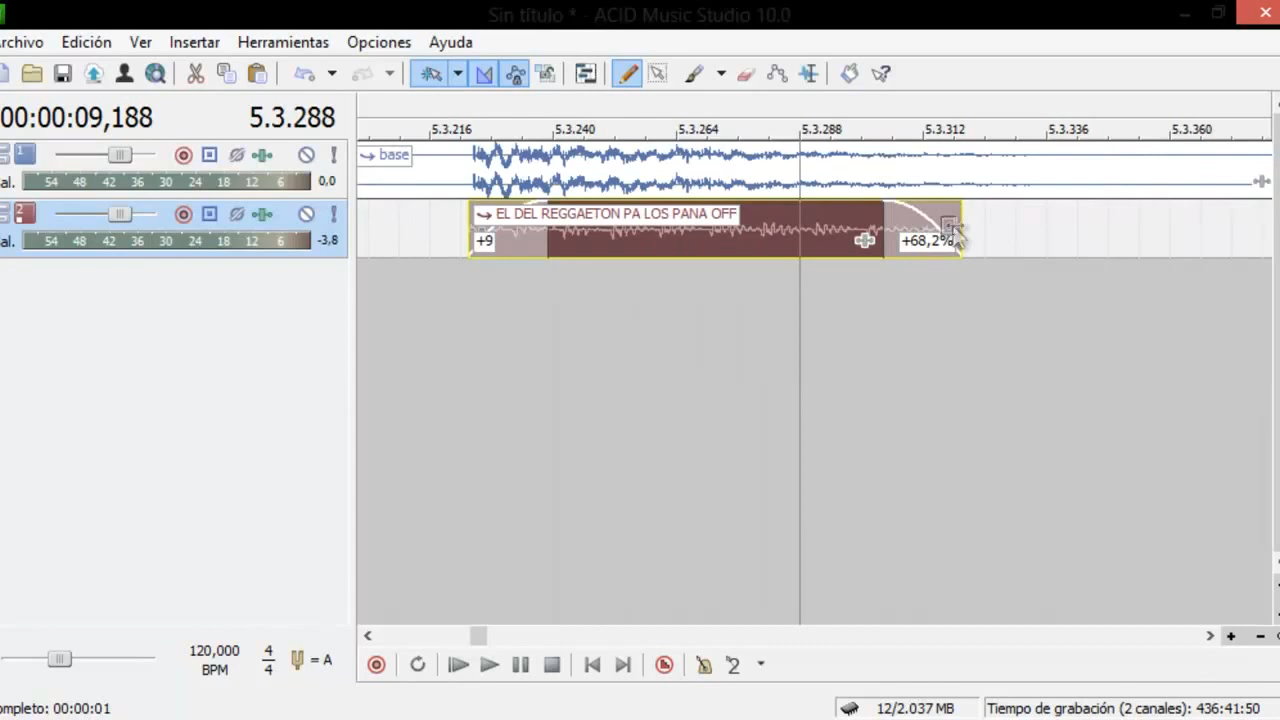 Sin título * - ACID Music Studio 10.0
rchivo Edición Ver Insertar Herramientas Opciones Ayuda
00:00:09,188 5.3.288
5.3.216 5.3.240 5.3.264 5.3.288 5.3.312 5.3.336 5.3.360
1
base
al. 54 48 42 36 30 24 18 12 6 0,0
2
EL DEL REGGAETON PA LOS PANA OFF
al. 54 48 42 36 30 24 18 12 6 -3,8
+9 +68,2%
120,000
BPM
4
4
= A
2
ompleto: 00:00:01 12/2.037 MB Tiempo de grabación (2 canales): 436:41:50